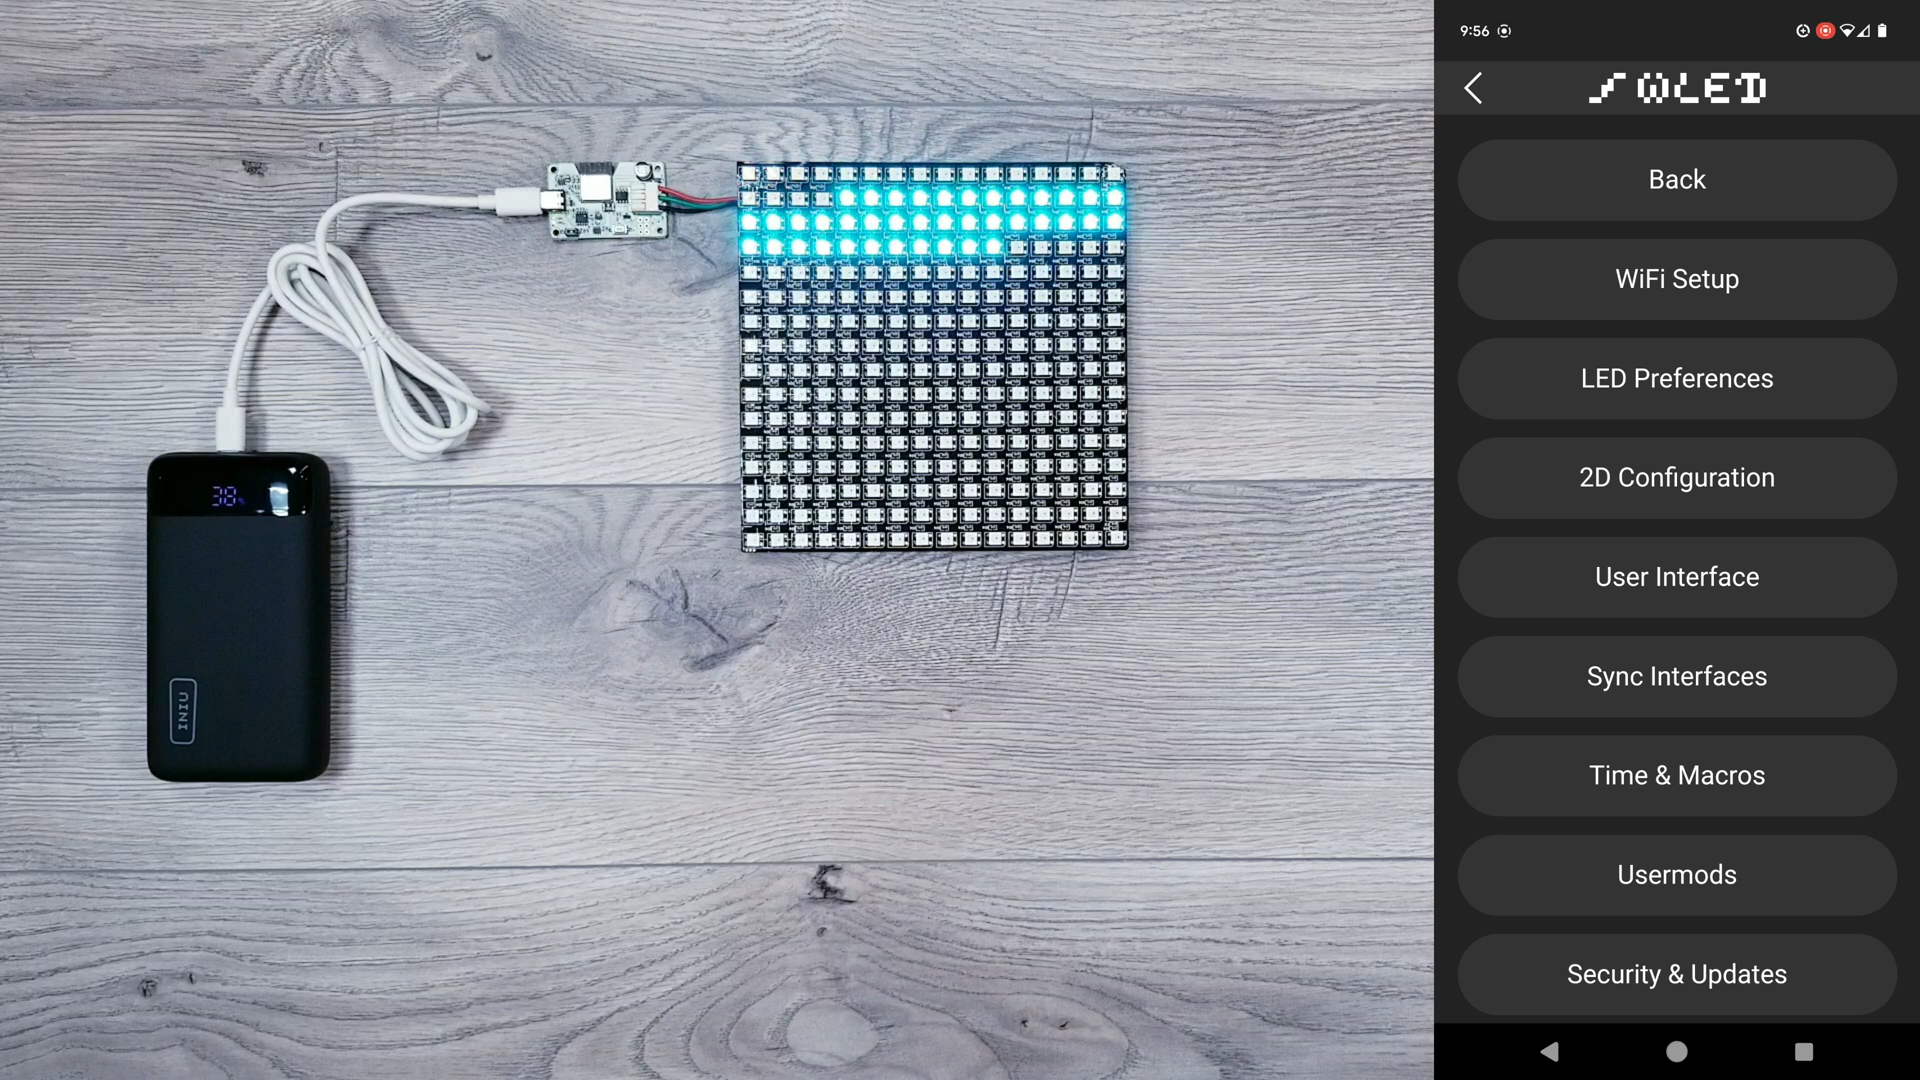 9:56
WLED
Back
WiFi Setup
LED Preferences
2D Configuration
User Interface
Sync Interfaces
Time & Macros
Usermods
Security & Updates
38%
INIU